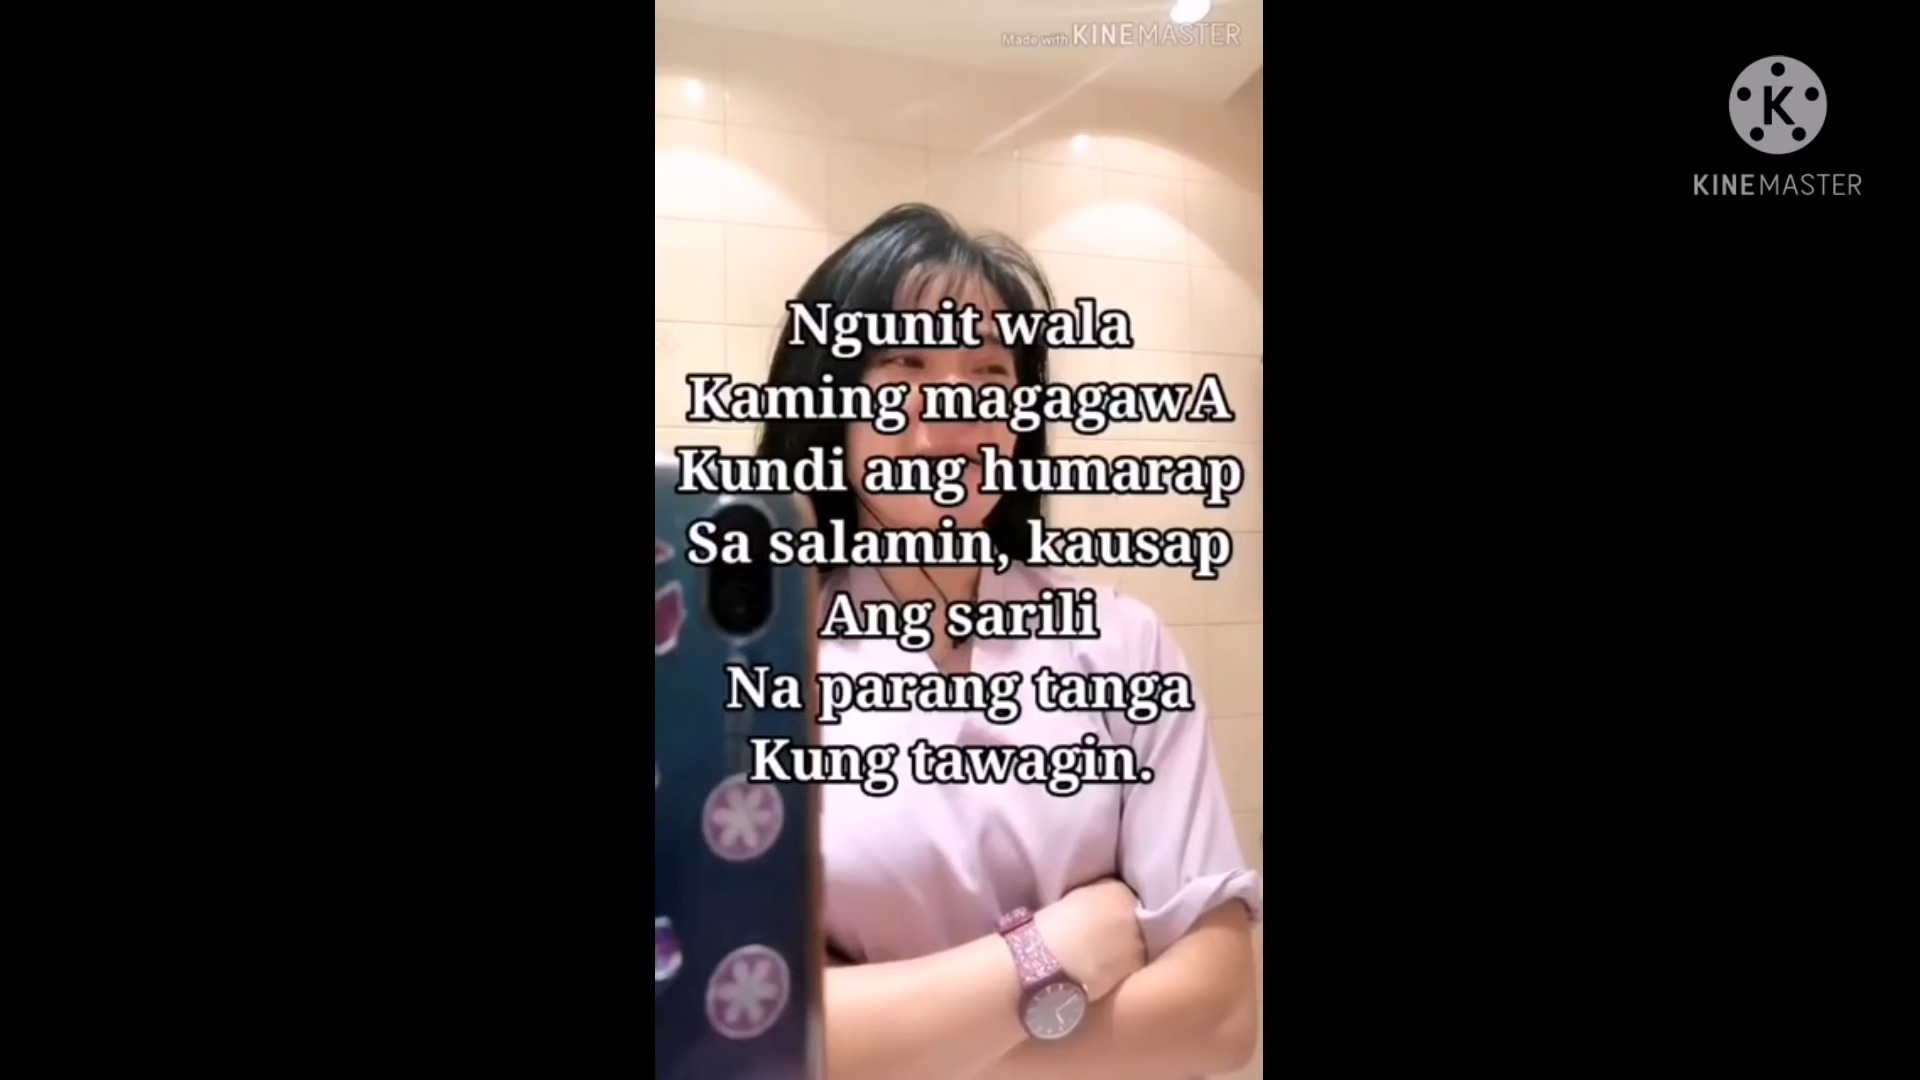 Made with KINEMASTER
K
KINEMASTER
Ngunit wala
Kaming magagawA
Kundi ang humarap
Sa salamin, kausap
Ang sarili
Na parang tanga
Kung tawagin.